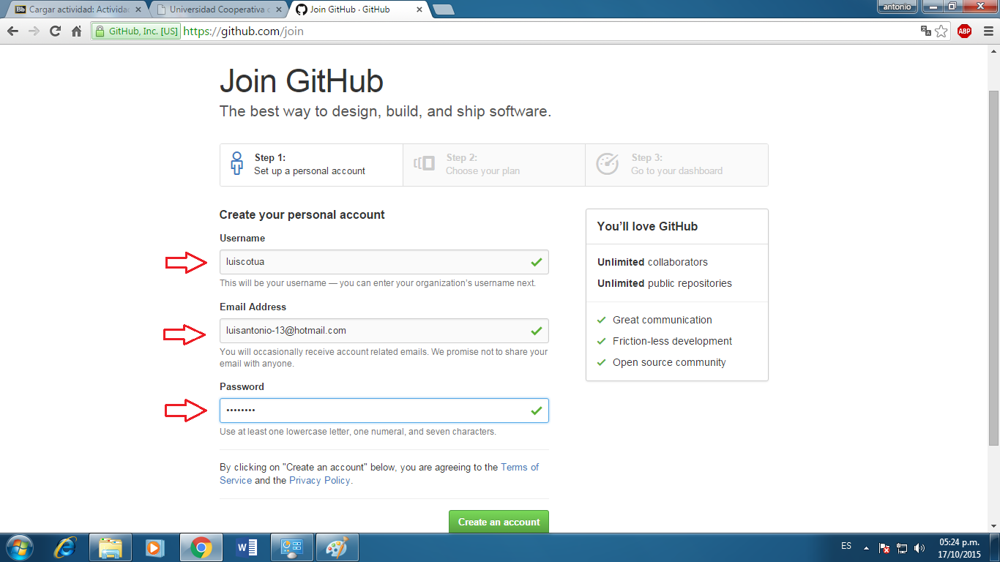 Cargar actividad: Activida
Universidad Cooperativa
Join GitHub · GitHub
antonio
GitHub, Inc. [US] https://github.com/join
ABP
Join GitHub
The best way to design, build, and ship software.
Step 1:
Set up a personal account
Step 2:
Choose your plan
Step 3:
Go to your dashboard
Create your personal account
Username
luiscotua
This will be your username — you can enter your organization's username next.
Email Address
luisantonio-13@hotmail.com
You will occasionally receive account related emails. We promise not to share your
email with anyone.
Password
••••••••
Use at least one lowercase letter, one numeral, and seven characters.
By clicking on "Create an account" below, you are agreeing to the Terms of
Service and the Privacy Policy.
Create an account
You'll love GitHub
Unlimited collaborators
Unlimited public repositories
Great communication
Friction-less development
Open source community
ES
05:24 p.m.
17/10/2015